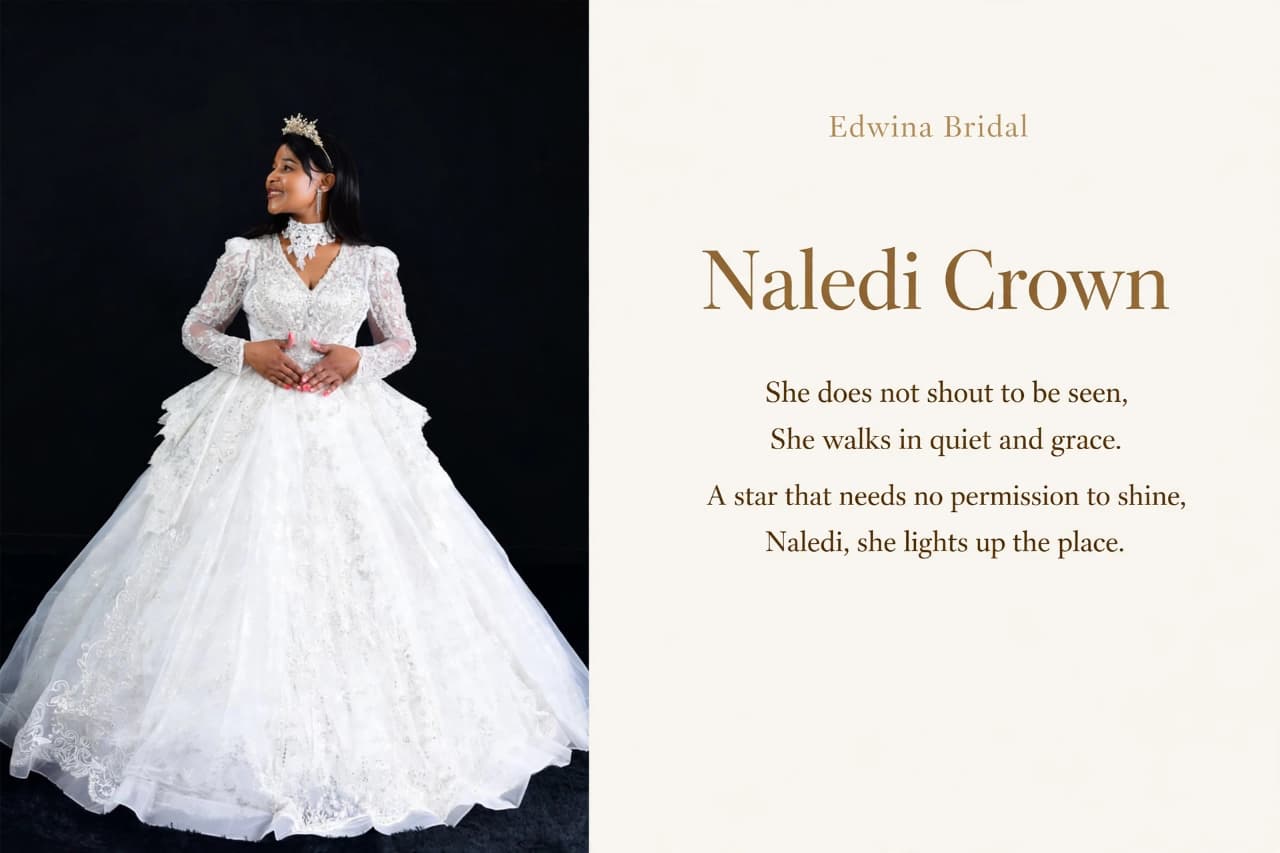 Edwina Bridal
Naledi Crown
She does not shout to be seen,
She walks in quiet and grace.
A star that needs no permission to shine,
Naledi, she lights up the place.